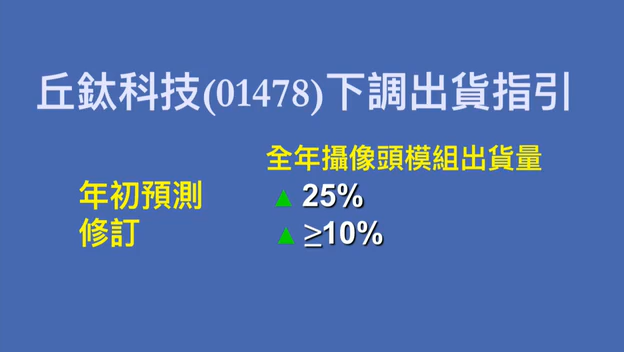 丘鈦科技(01478)下調出貨指引
全年攝像頭模組出貨量
年初預測 ▲ 25%
修訂 ▲ ≥10%